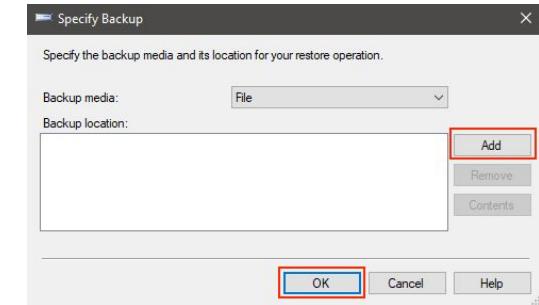 Specify Backup
Specify the backup media and its location for your restore operation.
Backup media: File
Backup location:
Add
Remove
Contents
OK Cancel Help